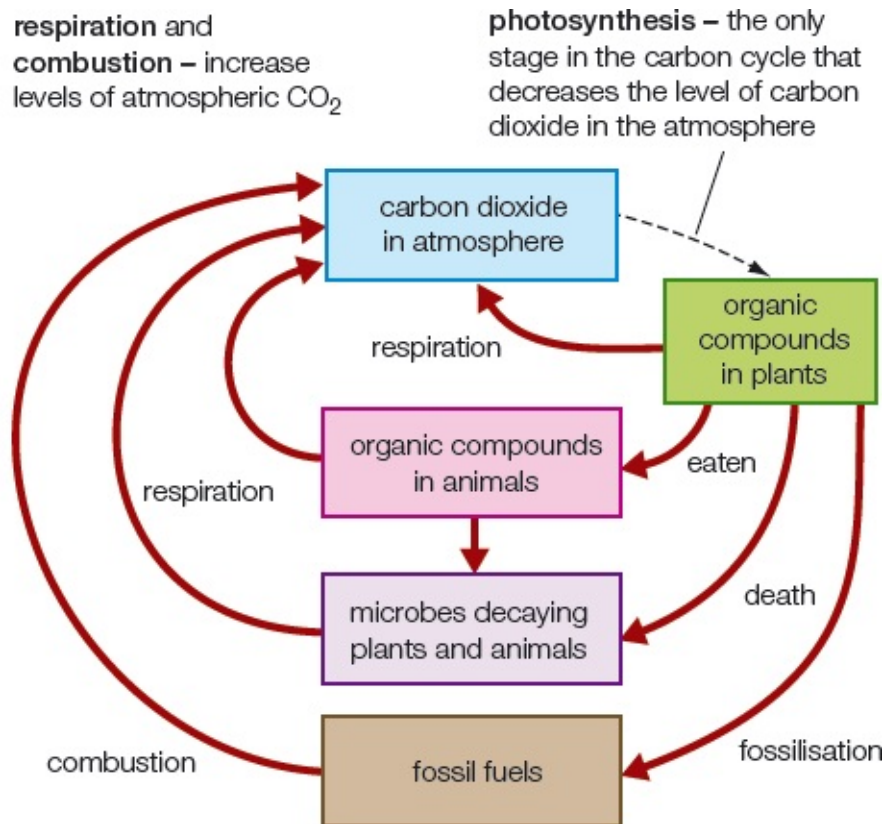 respiration and
combustion – increase
levels of atmospheric CO₂
photosynthesis – the only
stage in the carbon cycle that
decreases the level of carbon
dioxide in the atmosphere
carbon dioxide
in atmosphere
organic
compounds
in plants
respiration
organic compounds
in animals
eaten
respiration
microbes decaying
plants and animals
death
combustion
fossil fuels
fossilisation